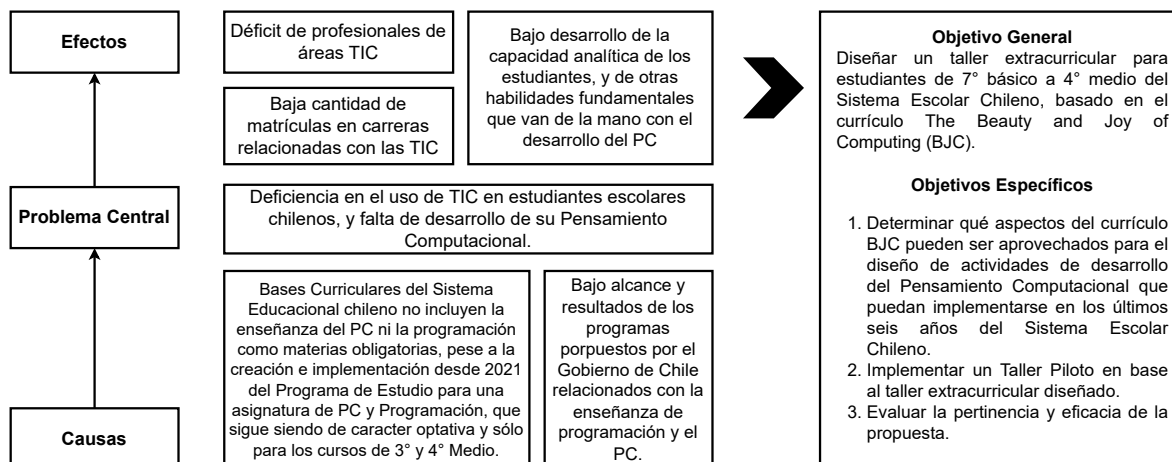 Efectos
Déficit de profesionales de
áreas TIC
Baja cantidad de
matrículas en carreras
relacionadas con las TIC
Bajo desarrollo de la
capacidad analítica de los
estudiantes, y de otras
habilidades fundamentales
que van de la mano con el
desarrollo del PC
Problema Central
Deficiencia en el uso de TIC en estudiantes escolares
chilenos, y falta de desarrollo de su Pensamiento
Computacional.
Causas
Bases Curriculares del Sistema
Educacional chileno no incluyen la
enseñanza del PC ni la programación
como materias obligatorias, pese a la
creación e implementación desde 2021
del Programa de Estudio para una
asignatura de PC y Programación, que
sigue siendo de caracter optativa y sólo
para los cursos de 3° y 4° Medio.
Bajo alcance y
resultados de los
programas
porpuestos por el
Gobierno de Chile
relacionados con la
enseñanza de
programación y el
PC.
Objetivo General
Diseñar un taller extracurricular para
estudiantes de 7° básico a 4° medio del
Sistema Escolar Chileno, basado en el
currículo The Beauty and Joy of
Computing (BJC).
Objetivos Específicos
1. Determinar qué aspectos del currículo
BJC pueden ser aprovechados para el
diseño de actividades de desarrollo
del Pensamiento Computacional que
puedan implementarse en los últimos
seis años del Sistema Escolar
Chileno.
2. Implementar un Taller Piloto en base
al taller extracurricular diseñado.
3. Evaluar la pertinencia y eficacia de la
propuesta.